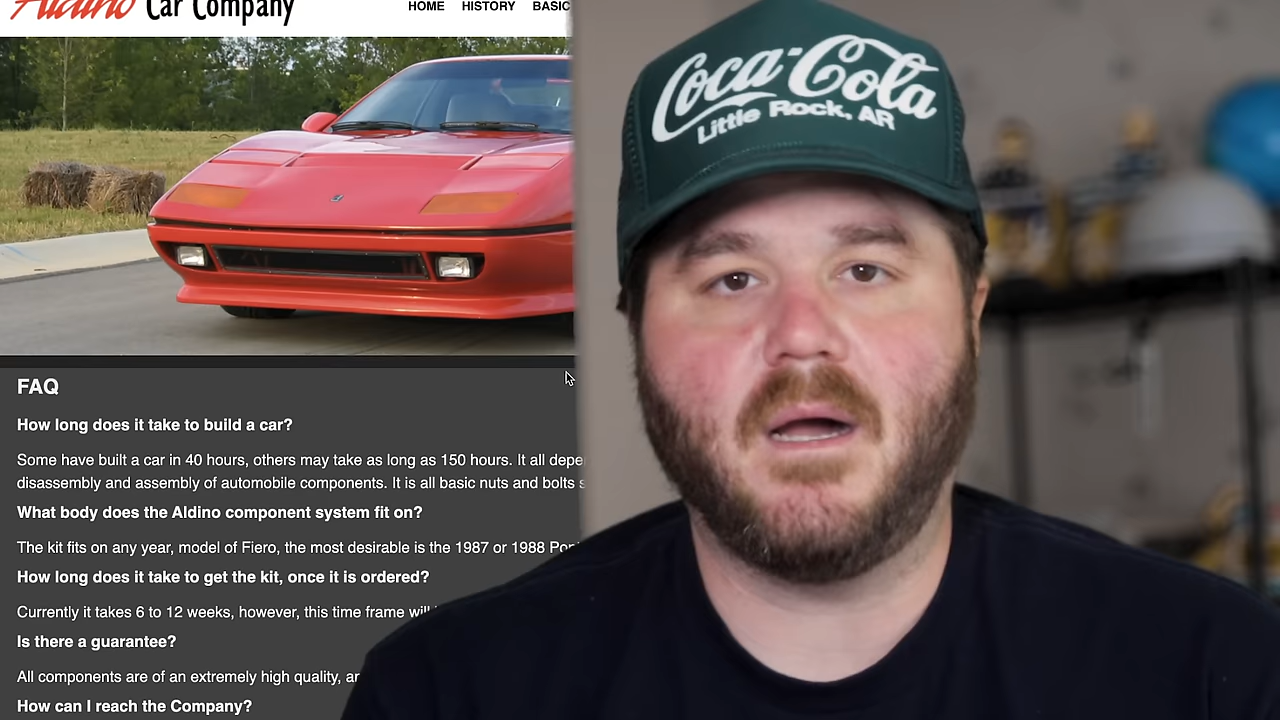 Aldino Car Company
HOME HISTORY BASIC
FAQ
How long does it take to build a car?
Some have built a car in 40 hours, others may take as long as 150 hours. It all depe
disassembly and assembly of automobile components. It is all basic nuts and bolts s
What body does the Aldino component system fit on?
The kit fits on any year, model of Fiero, the most desirable is the 1987 or 1988 Pon
How long does it take to get the kit, once it is ordered?
Currently it takes 6 to 12 weeks, however, this time frame will
Is there a guarantee?
All components are of an extremely high quality, an
How can I reach the Company?
Coca-Cola
Little Rock, AR